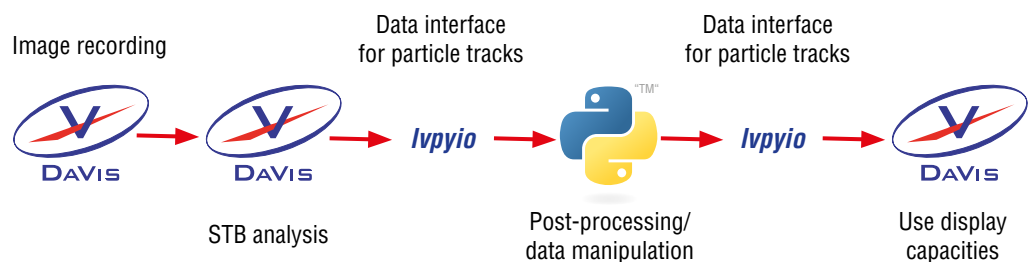 Image recording
DAVIS
DAVIS
STB analysis
Data interface
for particle tracks
lvpyio
"TM"
Post-processing/
data manipulation
Data interface
for particle tracks
lvpyio
DAVIS
Use display
capacities